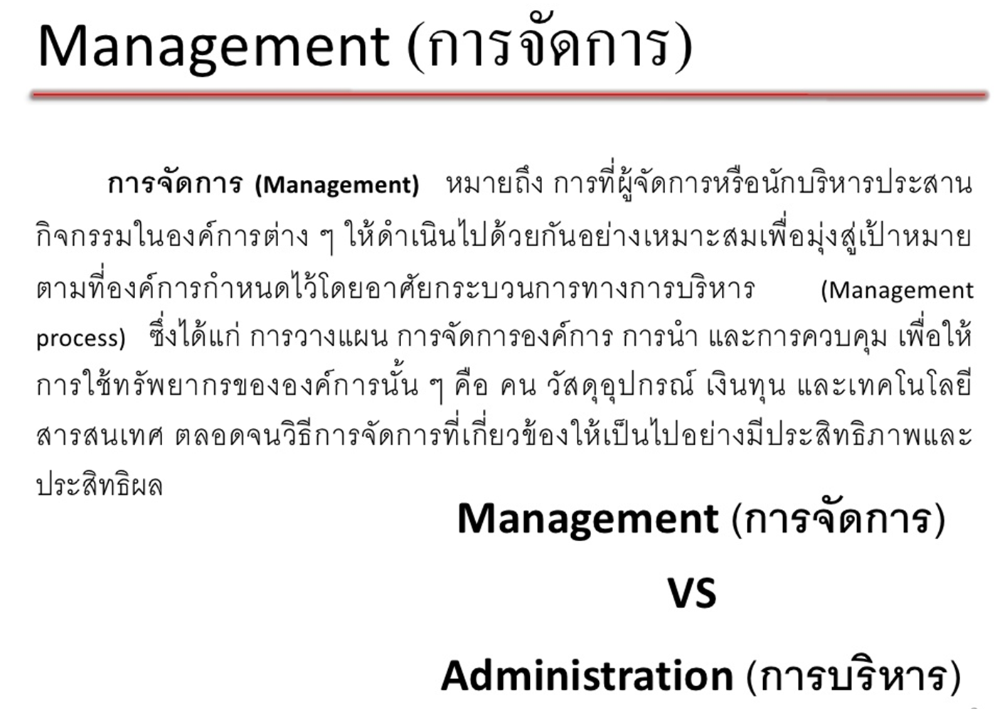 Management (การจัดการ)
การจัดการ (Management) หมายถึง การที่ผู้จัดการหรือนักบริหารประสาน
กิจกรรมในองค์การต่าง ๆ ให้ดำเนินไปด้วยกันอย่างเหมาะสมเพื่อมุ่งสู่เป้าหมาย
ตามที่องค์การกำหนดไว้โดยอาศัยกระบวนการทางการบริหาร (Management
process) ซึ่งได้แก่ การวางแผน การจัดการองค์การ การนำ และการควบคุม เพื่อให้
การใช้ทรัพยากรขององค์การนั้น ๆ คือ คน วัสดุอุปกรณ์ เงินทุน และเทคโนโลยี
สารสนเทศ ตลอดจนวิธีการจัดการที่เกี่ยวข้องให้เป็นไปอย่างมีประสิทธิภาพและ
ประสิทธิผล
Management (การจัดการ)
VS
Administration (การบริหาร)